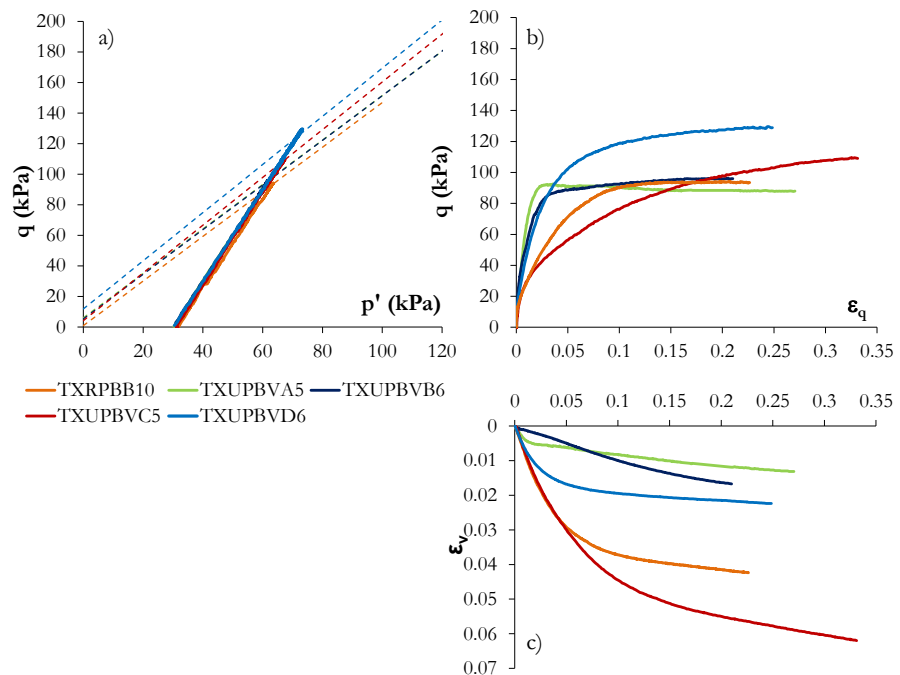 a)
200
180
160
140
120
100
80
60
40
20
0
q (kPa)
0 20 40 60 80 100 120
p' (kPa)
b)
200
180
160
140
120
100
80
60
40
20
0
q (kPa)
0 0.05 0.1 0.15 0.2 0.25 0.3 0.35
εq
TXRPBB10 TXUPBVA5 TXUPBVB6
TXUPBVC5 TXUPBVD6
0 0.05 0.1 0.15 0.2 0.25 0.3 0.35
0
0.01
0.02
0.03
0.04
0.05
0.06
0.07
εv
c)